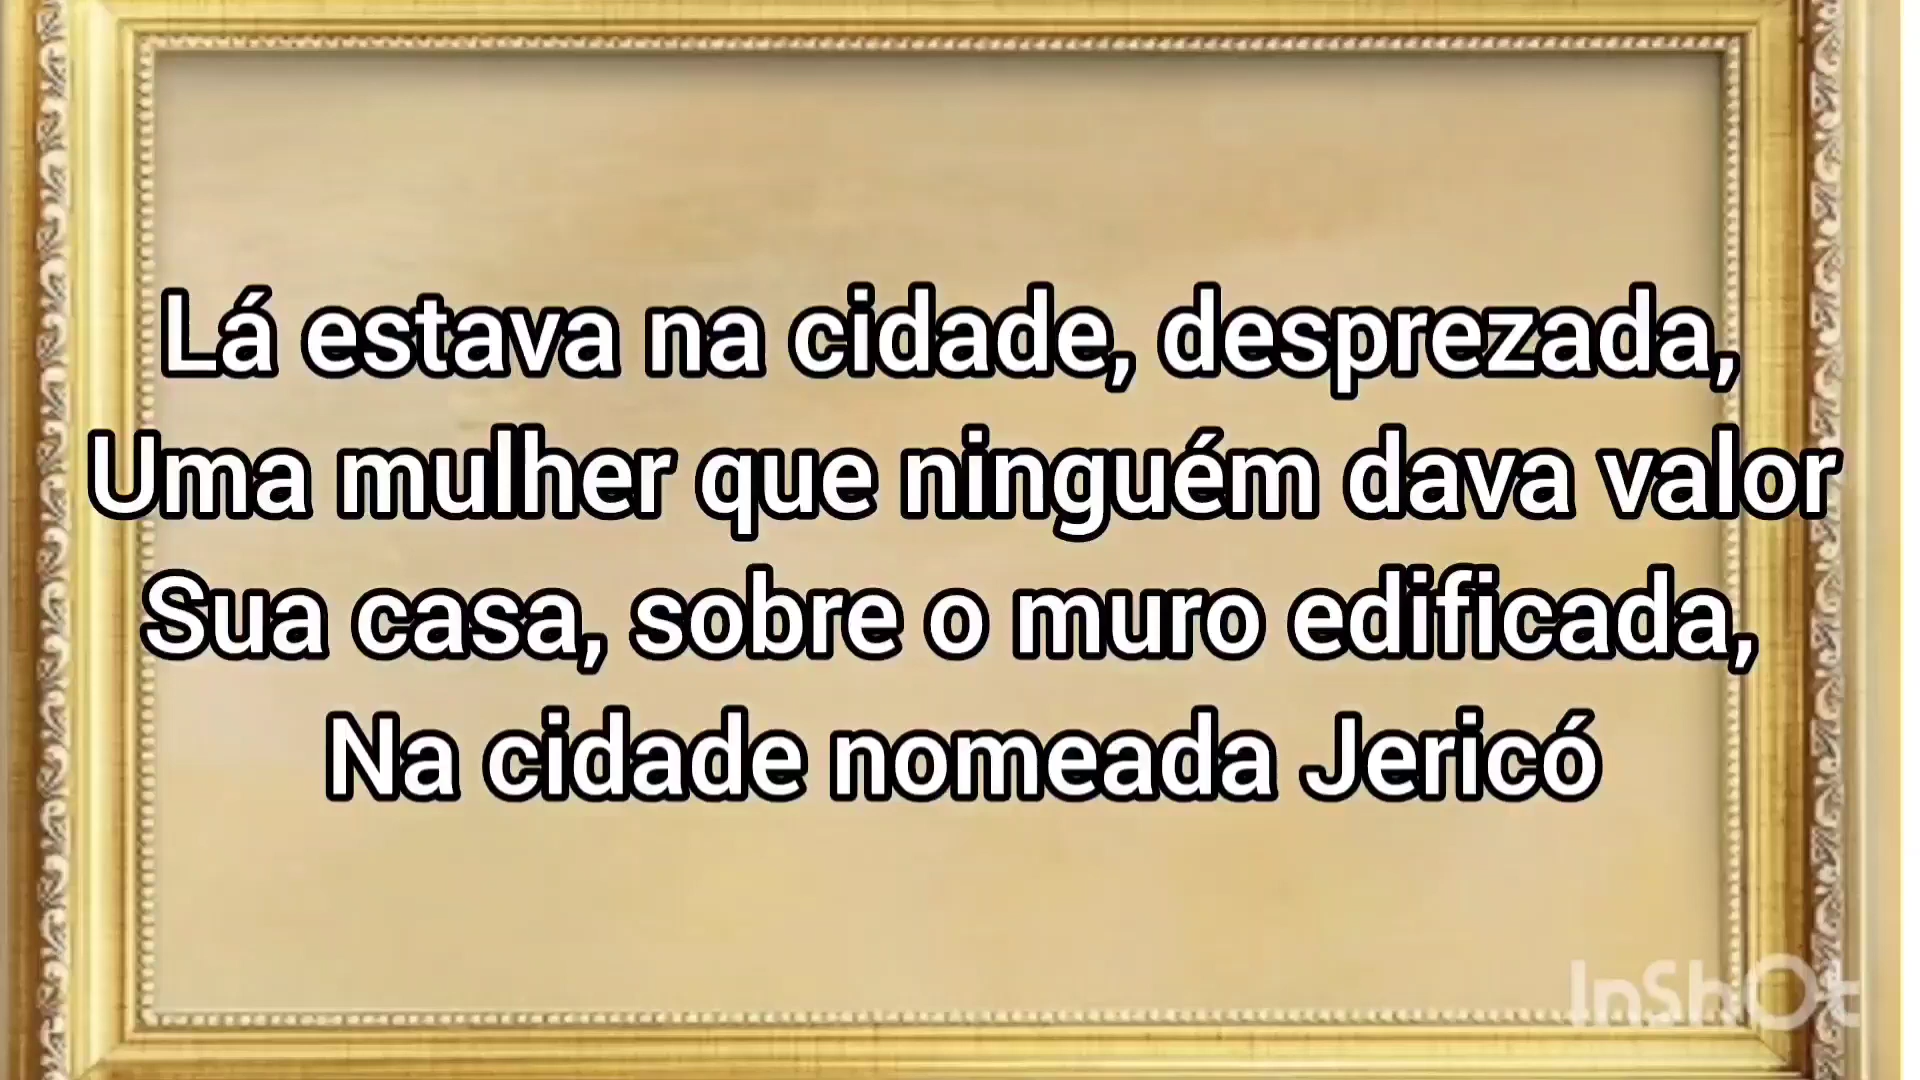 Lá estava na cidade, desprezada,
Uma mulher que ninguém dava valor
Sua casa, sobre o muro edificada,
Na cidade nomeada Jericó
InShOt